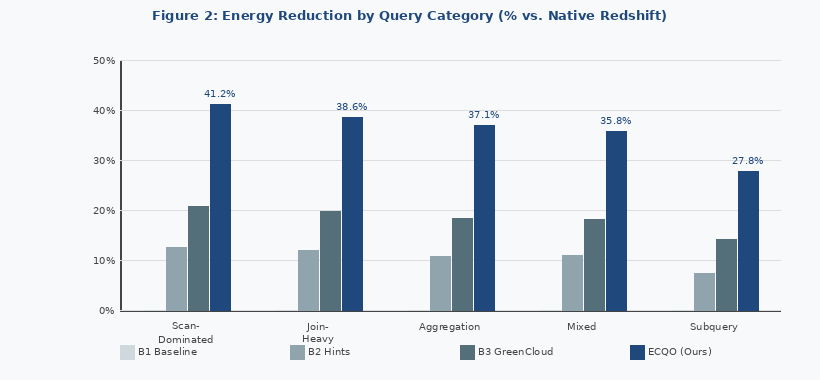 Figure 2: Energy Reduction by Query Category (% vs. Native Redshift)
50%
40%
30%
20%
10%
0%
41.2%
38.6%
37.1%
35.8%
27.8%
Scan-
Dominated
Join-
Heavy
Aggregation
Mixed
Subquery
B1 Baseline
B2 Hints
B3 GreenCloud
ECQO (Ours)